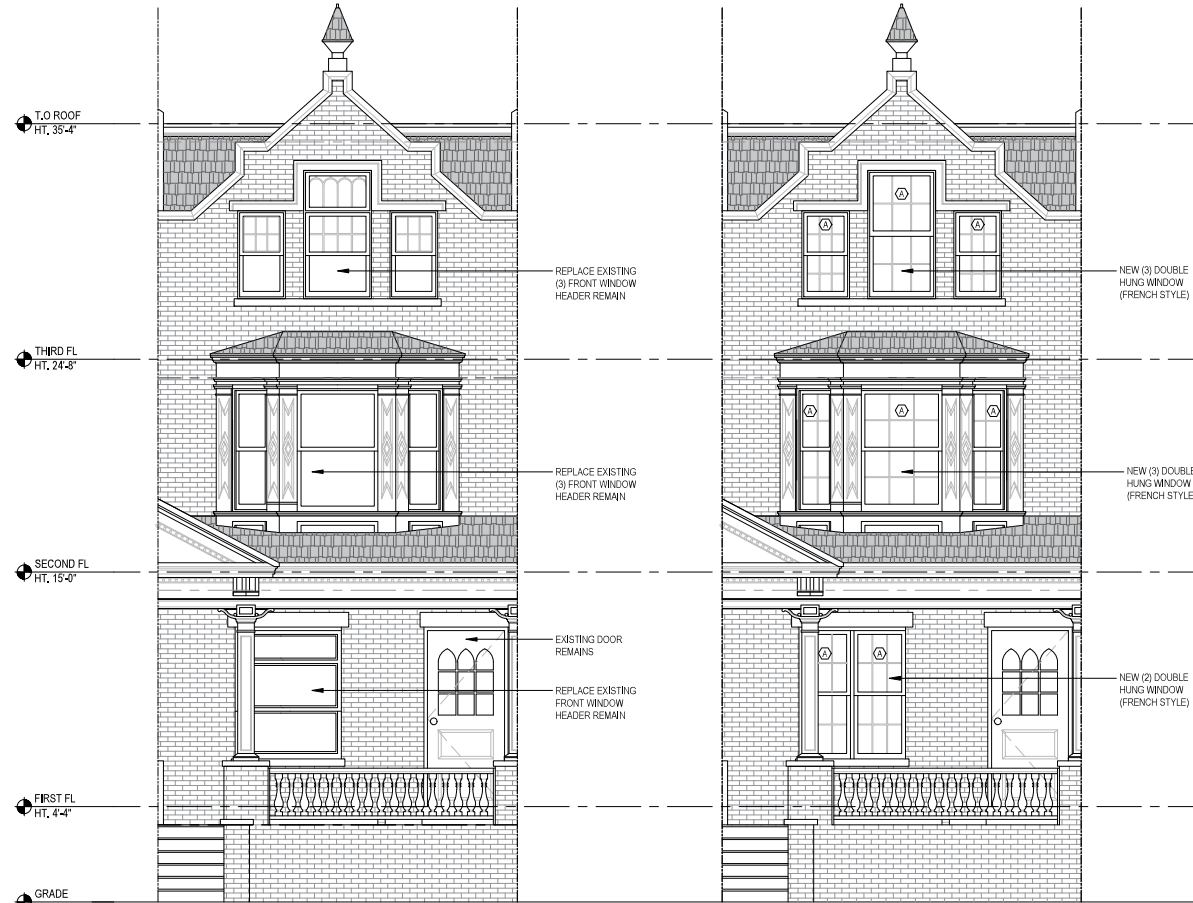 T.O ROOF
HT. 35'-4"
REPLACE EXISTING
(3) FRONT WINDOW
HEADER REMAIN
A
A
A
NEW (3) DOUBLE
HUNG WINDOW
(FRENCH STYLE)
THIRD FL
HT. 24'-8"
REPLACE EXISTING
(3) FRONT WINDOW
HEADER REMAIN
A
A
A
NEW (3) DOUBLE
HUNG WINDOW
(FRENCH STYLE
SECOND FL
HT. 15'-0"
EXISTING DOOR
REMAINS
REPLACE EXISTING
FRONT WINDOW
HEADER REMAIN
A
A
NEW (2) DOUBLE
HUNG WINDOW
(FRENCH STYLE)
FIRST FL
HT. 4'-4"
GRADE